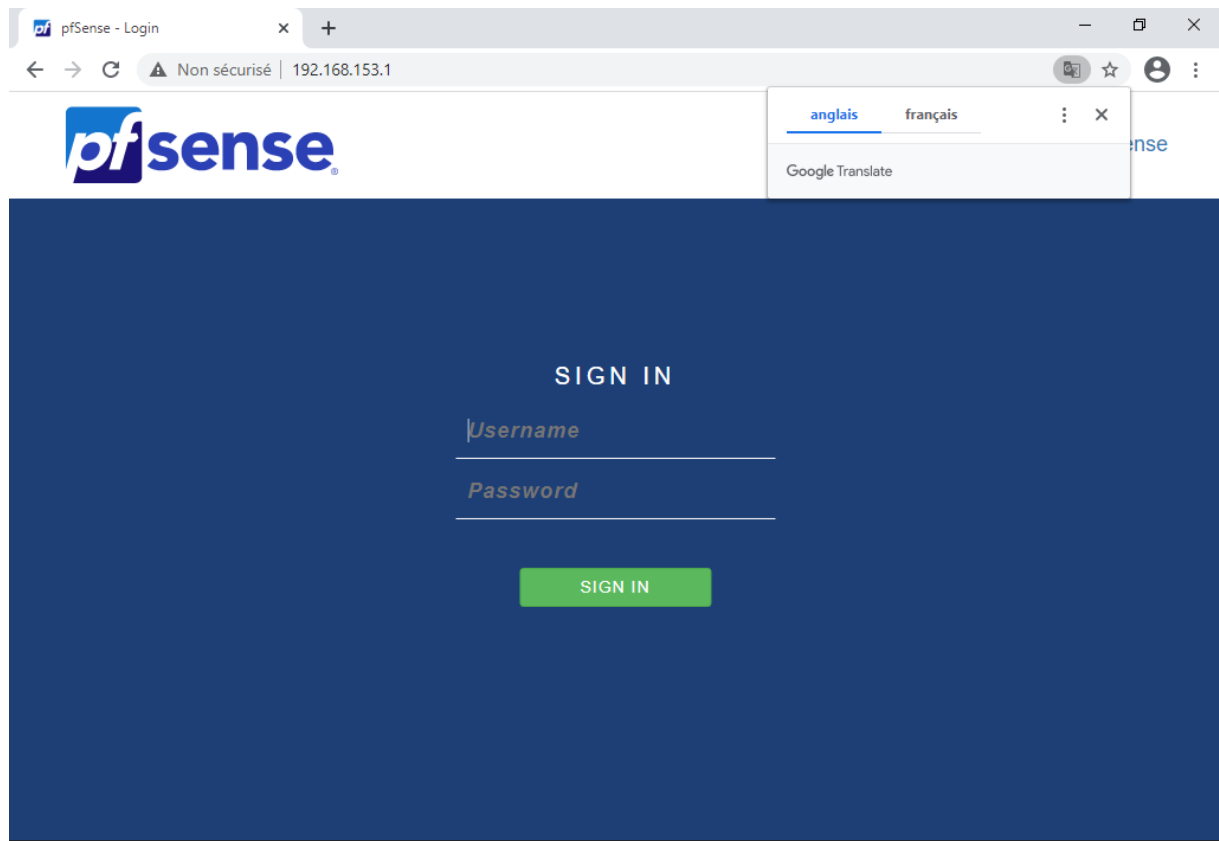 pfSense - Login
Non sécurisé | 192.168.153.1
pfsense®
anglais français
ense
Google Translate
SIGN IN
Username
Password
SIGN IN